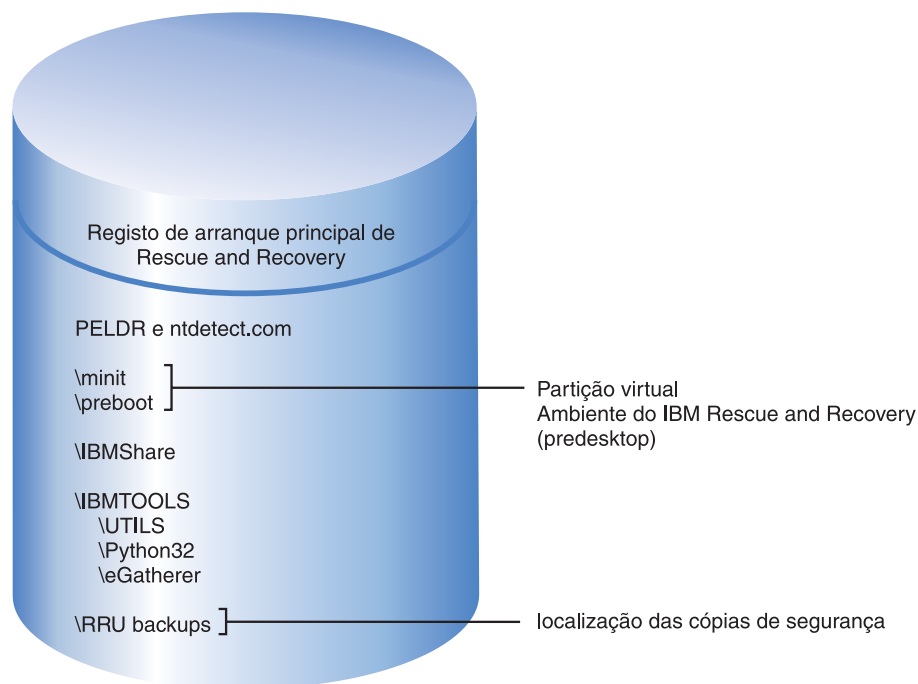 Registo de arranque principal de
Rescue and Recovery
PELDR e ntdetect.com
\minit
\preboot
Partição virtual
Ambiente do IBM Rescue and Recovery
(predesktop)
\IBMShare
\IBMTOOLS
\UTILS
\Python32
\eGatherer
\RRU backups
localização das cópias de segurança